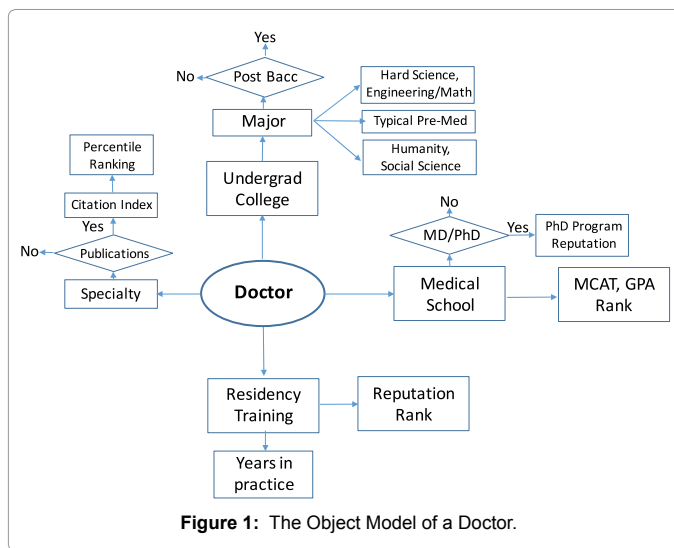 Yes
No
Post Bacc
Hard Science,
Engineering/Math
Major
Typical Pre-Med
Percentile
Ranking
Humanity,
Social Science
Undergrad
College
Citation Index
No
Yes
MD/PhD
Yes
PhD Program
Reputation
No
Publications
Specialty
Doctor
Medical
School
MCAT, GPA
Rank
Residency
Training
Reputation
Rank
Years in
practice
Figure 1: The Object Model of a Doctor.